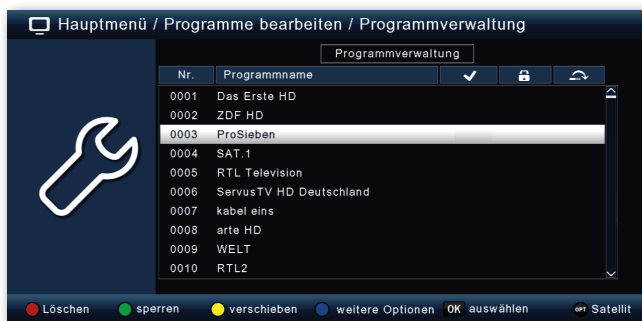 Hauptmenü / Programme bearbeiten / Programmverwaltung
Programmverwaltung
Nr. Programmname
0001 Das Erste HD
0002 ZDF HD
0003 ProSieben
0004 SAT.1
0005 RTL Television
0006 ServusTV HD Deutschland
0007 kabel eins
0008 arte HD
0009 WELT
0010 RTL2
Löschen sperren verschieben weitere Optionen OK auswählen OPT Satellit